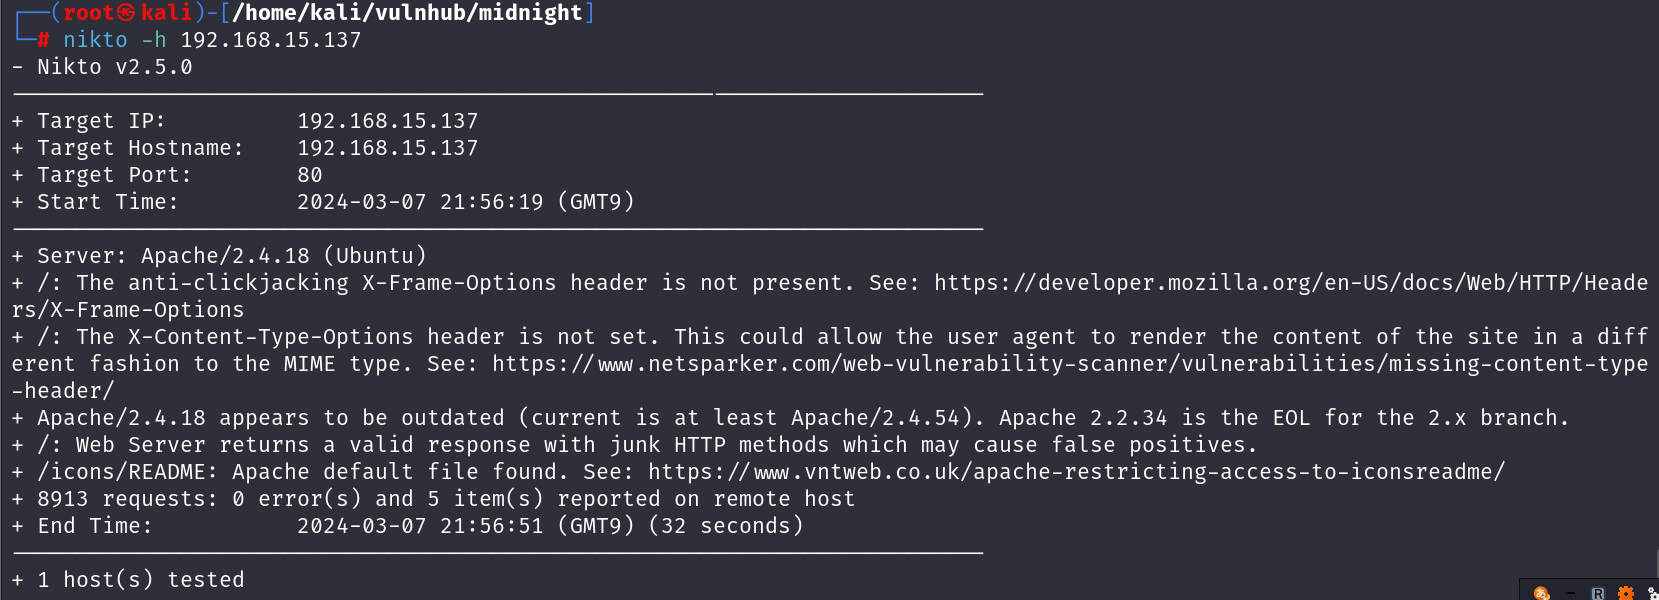 ┌──(root㉿kali)-[/home/kali/vulnhub/midnight]
└─# nikto -h 192.168.15.137
- Nikto v2.5.0
---------------------------------------------------------------------------
+ Target IP:          192.168.15.137
+ Target Hostname:    192.168.15.137
+ Target Port:        80
+ Start Time:         2024-03-07 21:56:19 (GMT9)
---------------------------------------------------------------------------
+ Server: Apache/2.4.18 (Ubuntu)
+ /: The anti-clickjacking X-Frame-Options header is not present. See: https://developer.mozilla.org/en-US/docs/Web/HTTP/Heade
rs/X-Frame-Options
+ /: The X-Content-Type-Options header is not set. This could allow the user agent to render the content of the site in a diff
erent fashion to the MIME type. See: https://www.netsparker.com/web-vulnerability-scanner/vulnerabilities/missing-content-type
-header/
+ Apache/2.4.18 appears to be outdated (current is at least Apache/2.4.54). Apache 2.2.34 is the EOL for the 2.x branch.
+ /: Web Server returns a valid response with junk HTTP methods which may cause false positives.
+ /icons/README: Apache default file found. See: https://www.vntweb.co.uk/apache-restricting-access-to-iconsreadme/
+ 8913 requests: 0 error(s) and 5 item(s) reported on remote host
+ End Time:           2024-03-07 21:56:51 (GMT9) (32 seconds)
---------------------------------------------------------------------------
+ 1 host(s) tested
あ R